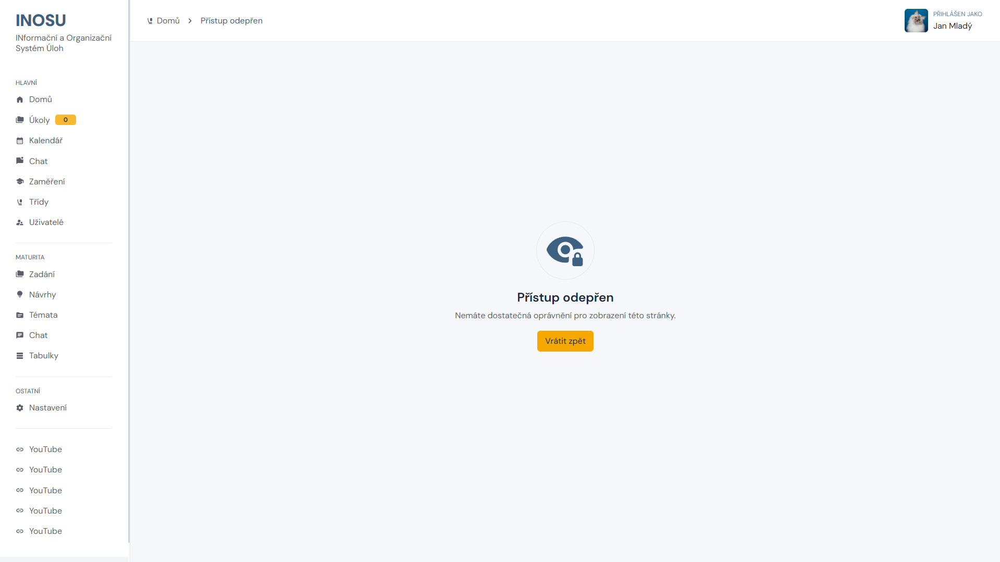 INOSU
INformační a Organizační
Systém Úloh
HLAVNÍ
Domů
Úkoly 0
Kalendář
Chat
Zaměření
Třídy
Uživatelé
MATURITA
Zadání
Návrhy
Témata
Chat
Tabulky
OSTATNÍ
Nastavení
YouTube
YouTube
YouTube
YouTube
YouTube
Domů > Přístup odepřen
PŘIHLÁŠEN JAKO
Jan Mladý
Přístup odepřen
Nemáte dostatečná oprávnění pro zobrazení této stránky.
Vrátit zpět